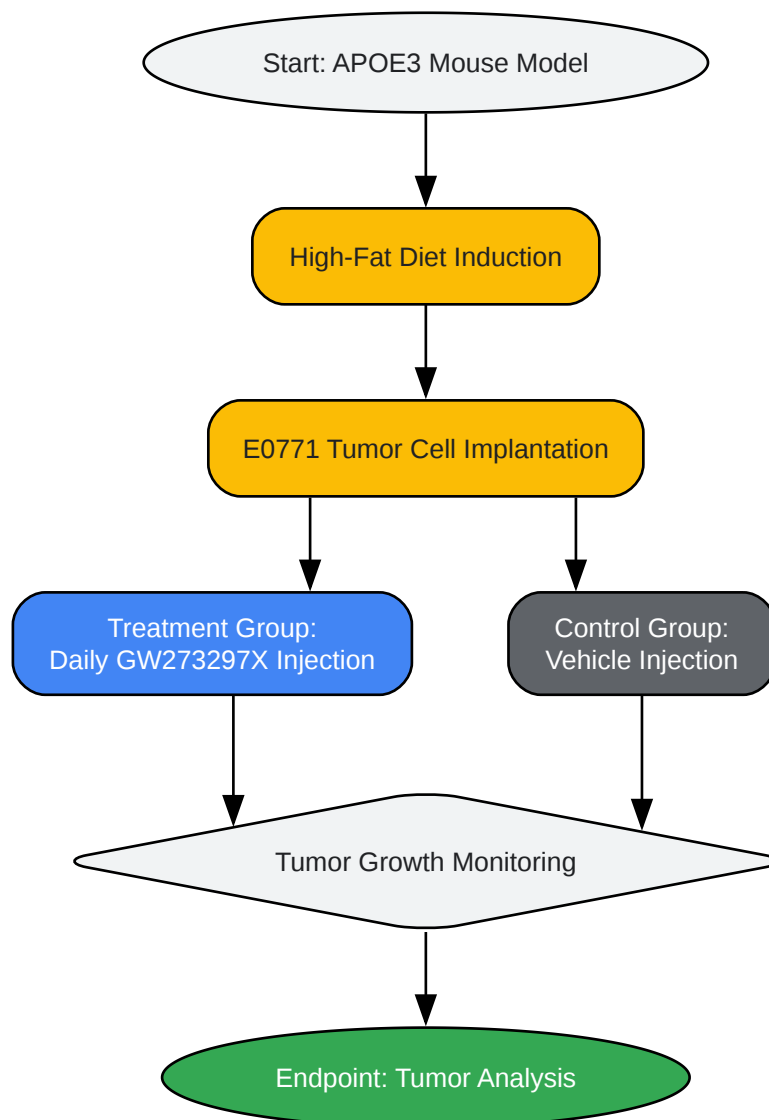 Start: APOE3 Mouse Model
High-Fat Diet Induction
E0771 Tumor Cell Implantation
Treatment Group:
Daily GW273297X Injection
Control Group:
Vehicle Injection
Tumor Growth Monitoring
Endpoint: Tumor Analysis